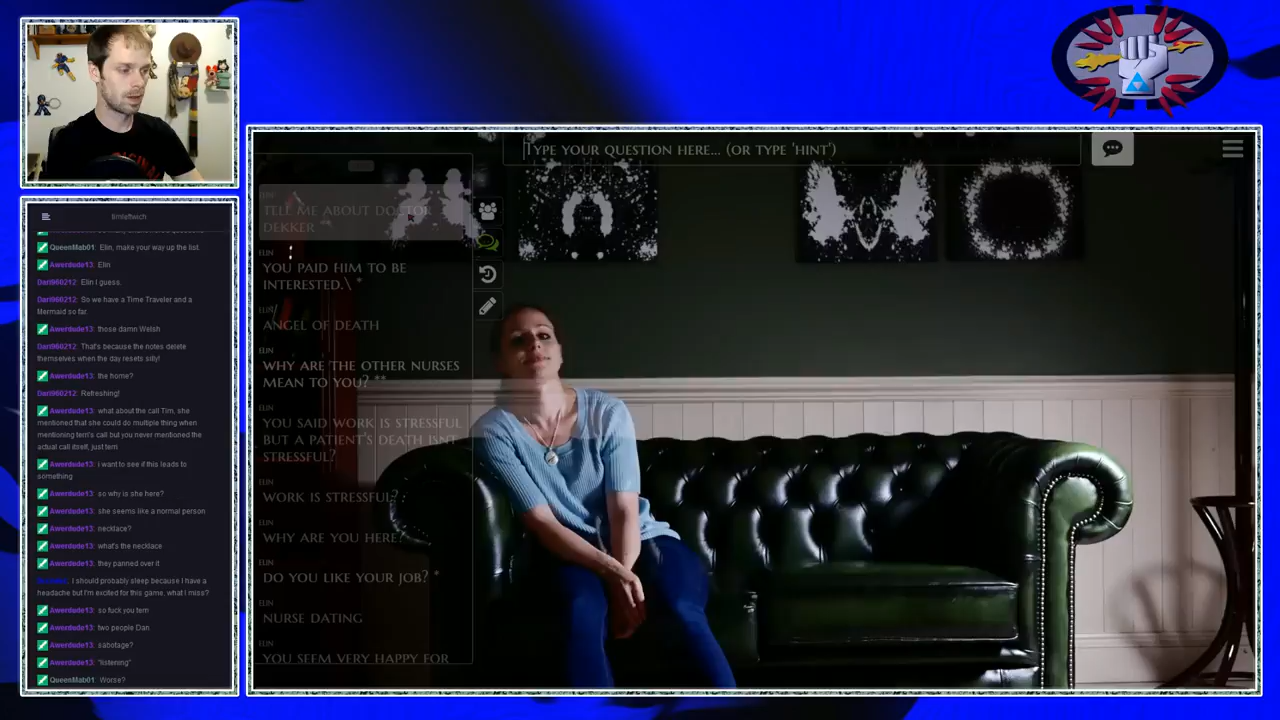 timleftwich
QueenMab01: Elin, make your way up the list.
Awerdude13: Elin
Dari960212: Elin I guess.
Dari960212: So we have a Time Traveler and a
Mermaid so far.
Awerdude13: those damn Welsh
Dari960212: That's because the notes delete
themselves when the day resets silly!
Awerdude13: the home?
Dari960212: Refreshing!
Awerdude13: what about the call Tim, she
mentioned that she could do multiple thing when
mentioning terri's call but you never mentioned the
actual call itself, just terri
Awerdude13: i want to see if this leads to
something
Awerdude13: so why is she here?
Awerdude13: she seems like a normal person
Awerdude13: necklace?
Awerdude13: what's the necklace
Awerdude13: they panned over it
I should probably sleep because I have a
headache but I'm excited for this game, what I miss?
Awerdude13: so fuck you tem
Awerdude13: two people Dan.
Awerdude13: sabotage?
Awerdude13: "listening"
QueenMab01: Worse?
Type your question here... (or type 'hint')
ELIN
TELL ME ABOUT DOCTOR
DEKKER
ELIN
YOU PAID HIM TO BE
INTERESTED.\ *
ANGEL OF DEATH
ELIN
WHY ARE THE OTHER NURSES
MEAN TO YOU? **
ELIN
YOU SAID WORK IS STRESSFUL
BUT A PATIENT'S DEATH ISN'T
STRESSFUL?
ELIN
WORK IS STRESSFUL?
ELIN
WHY ARE YOU HERE?
ELIN
DO YOU LIKE YOUR JOB? *
ELIN
NURSE DATING
ELIN
YOU SEEM VERY HAPPY FOR